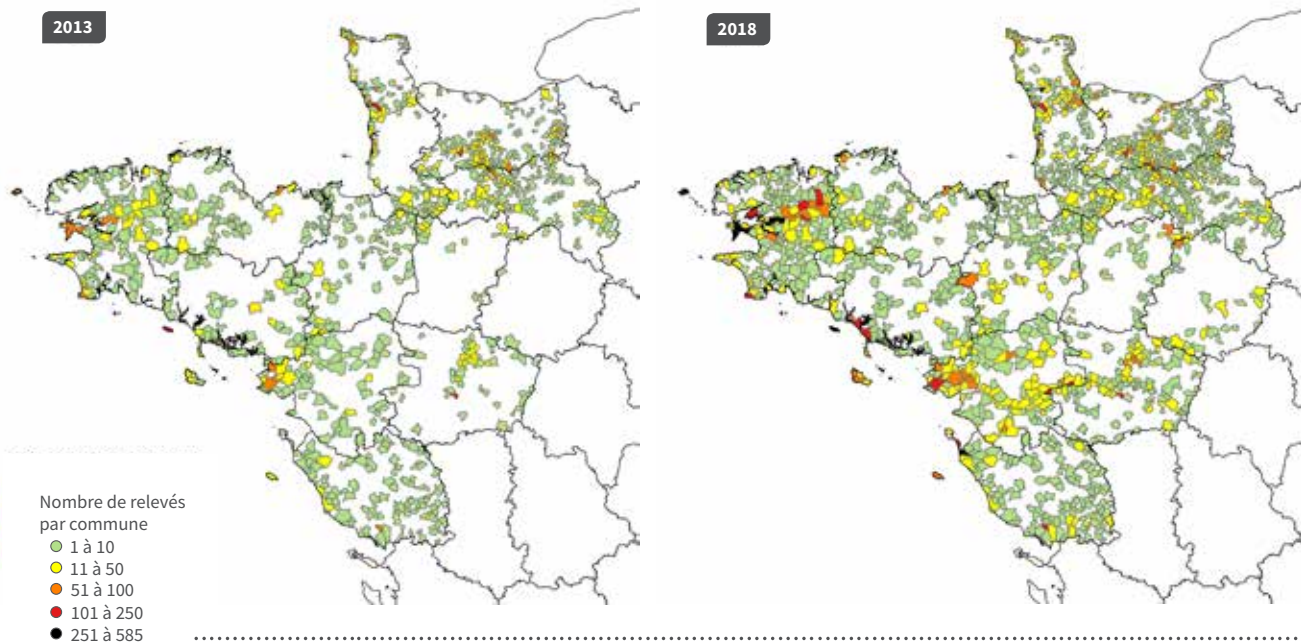 2013
2018
Nombre de relevés
par commune
1 à 10
11 à 50
51 à 100
101 à 250
251 à 585